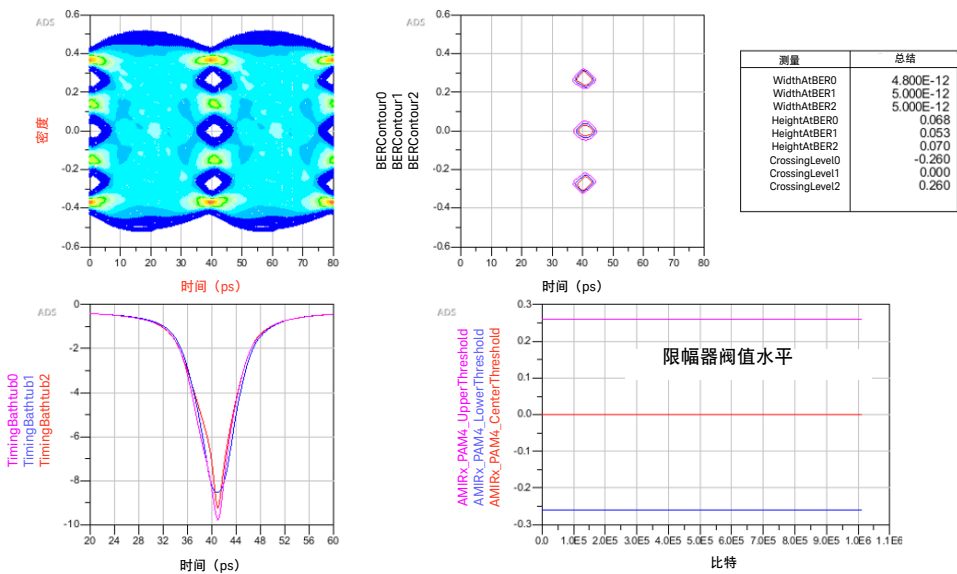 ADS
0.6
0.4
0.2
0.0
-0.2
-0.4
-0.6
密度
0 10 20 30 40 50 60 70 80
时间（ps）
ADS
0.6
0.4
0.2
0.0
-0.2
-0.4
-0.6
BERContour0
BERContour1
BERContour2
0 10 20 30 40 50 60 70 80
时间（ps）
测量 总结
WidthAtBER0 4.800E-12
WidthAtBER1 5.000E-12
WidthAtBER2 5.000E-12
HeightAtBER0 0.068
HeightAtBER1 0.053
HeightAtBER2 0.070
CrossingLevel0 -0.260
CrossingLevel1 0.000
CrossingLevel2 0.260
ADS
0
-2
-4
-6
-8
-10
TimingBathtub0
TimingBathtub1
TimingBathtub2
20 24 28 32 36 40 44 48 52 56 60
时间（ps）
ADS
0.3
0.2
0.1
0.0
-0.1
-0.2
-0.3
AMIRx_PAM4_UpperThreshold
AMIRx_PAM4_LowerThreshold
AMIRx_PAM4_CenterThreshold
限幅器阀值水平
0.0 1.0E5 2.0E5 3.0E5 4.0E5 5.0E5 6.0E5 7.0E5 8.0E5 9.0E5 1.0E6 1.1E6
比特